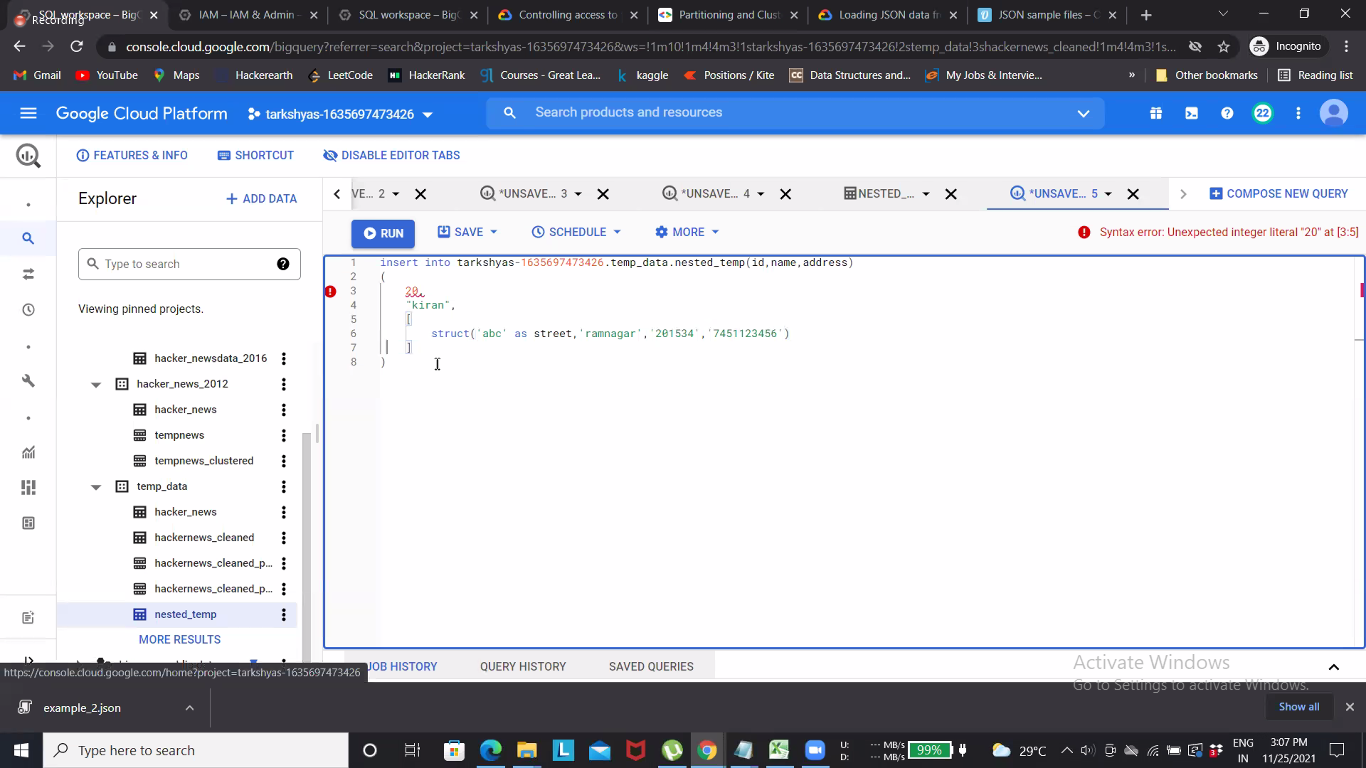 Recording
SQL workspace – BigQ
IAM – IAM & Admin –
SQL workspace – BigQ
Controlling access to
Partitioning and Clust
Loading JSON data fr
JSON sample files – C
console.cloud.google.com/bigquery?referrer=search&project=tarkshyas-1635697473426&ws=!1m10!1m4!4m3!1starkshyas-1635697473426!2stemp_data!3shackernews_cleaned!1m4!4m3!1s...
Incognito
Gmail
YouTube
Maps
Hackerearth
LeetCode
HackerRank
Courses - Great Lea...
kaggle
Positions / Kite
Data Structures and...
My Jobs & Intervie...
»
Other bookmarks
Reading list
Google Cloud Platform
tarkshyas-1635697473426
Search products and resources
22
FEATURES & INFO
SHORTCUT
DISABLE EDITOR TABS
Explorer
+ ADD DATA
VE... 2
*UNSAVE... 3
*UNSAVE... 4
NESTED_...
*UNSAVE... 5
COMPOSE NEW QUERY
RUN
SAVE
SCHEDULE
MORE
Syntax error: Unexpected integer literal "20" at [3:5]
Type to search
Viewing pinned projects.
hacker_newsdata_2016
hacker_news_2012
hacker_news
tempnews
tempnews_clustered
temp_data
hacker_news
hackernews_cleaned
hackernews_cleaned_p...
hackernews_cleaned_p...
nested_temp
MORE RESULTS
1 insert into tarkshyas-1635697473426.temp_data.nested_temp(id,name,address)
2 (
3 20,
4 "kiran",
5 [
6 struct('abc' as street,'ramnagar','201534','7451123456')
7 ]
8 )
https://console.cloud.google.com/home?project=tarkshyas-1635697473426
JOB HISTORY
QUERY HISTORY
SAVED QUERIES
Activate Windows
Go to Settings to activate Windows.
example_2.json
Show all
Type here to search
U:
D:
--- MB/s
--- MB/s
99%
29°C
ENG
IN
3:07 PM
11/25/2021